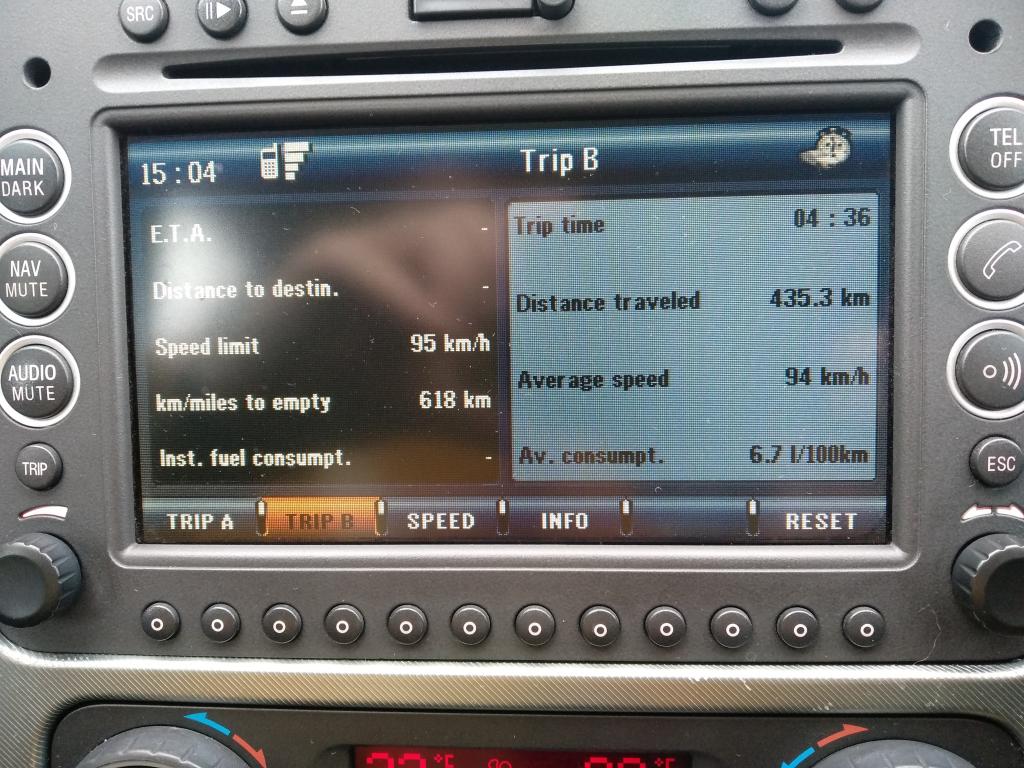 SRC
MAIN
DARK
NAV
MUTE
AUDIO
MUTE
TRIP
15 : 04
Trip B
E.T.A. -
Distance to destin. -
Speed limit 95 km/h
km/miles to empty 618 km
Inst. fuel consumpt. -
Trip time 04 : 36
Distance traveled 435.3 km
Average speed 94 km/h
Av. consumpt. 6.7 l/100km
TRIP A TRIP B SPEED INFO RESET
TEL
OFF
ESC
°F °F